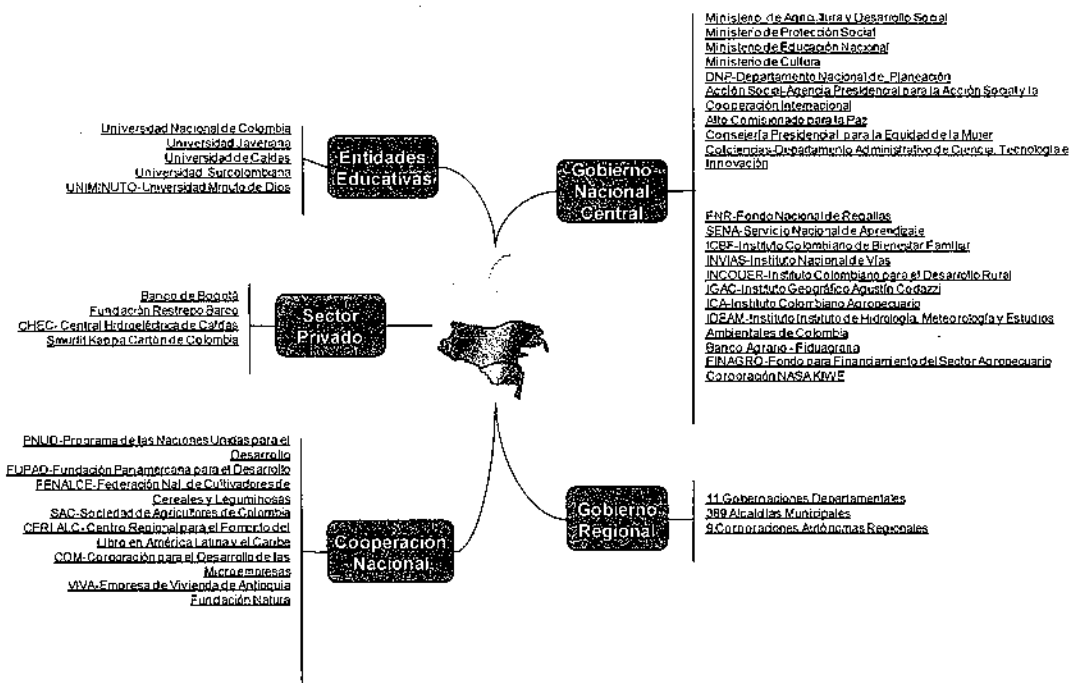 Entidades Educativas
Universidad Nacional de Colombia
Universidad Javeriana
Universidad de Caldas
Universidad Surcolombiana
UNIMINUTO-Universidad Minuto de Dios
Sector Privado
Banco de Bogotá
Fundación Restrepo Barco
CHEC- Central Hidroeléctrica de Caldas
Smurfit Kappa Cartón de Colombia
Cooperación Nacional
PNUD-Programa de las Naciones Unidas para el
Desarrollo
FUPAD-Fundación Panamericana para el Desarrollo
FENALCE-Federación Nal. de Cultivadores de
Cereales y Leguminosas
SAC-Sociedad de Agricultores de Colombia
CERLALC-Centro Regional para el Fomento del
Libro en América Latina y el Caribe
COM-Corporación para el Desarrollo de las
Microempresas
VIVA-Empresa de Vivienda de Antioquia
Fundación Natura
Gobierno Nacional Central
Ministerio de Agricultura y Desarrollo Social
Ministerio de Protección Social
Ministerio de Educación Nacional
Ministerio de Cultura
DNP-Departamento Nacional de Planeación
Acción Social-Agencia Presidencial para la Acción Social y la
Cooperación Internacional
Alto Comisionado para la Paz
Consejería Presidencial para la Equidad de la Mujer
Colciencias-Departamento Administrativo de Ciencia, Tecnología e
Innovación
FNR-Fondo Nacional de Regalías
SENA-Servicio Nacional de Aprendizaje
ICBF-Instituto Colombiano de Bienestar Familiar
INVIAS-Instituto Nacional de Vías
INCODER-Instituto Colombiano para el Desarrollo Rural
IGAC-Instituto Geográfico Agustín Codazzi
ICA-Instituto Colombiano Agropecuario
IDEAM-Instituto Instituto de Hidrología, Meteorología y Estudios
Ambientales de Colombia
Banco Agrario - Fiduagraria
FINAGRO-Fondo para Financiamiento del Sector Agropecuario
Corporación NASA KIWE
Gobierno Regional
11 Gobernaciones Departamentales
389 Alcaldías Municipales
9 Corporaciones Autónomas Regionales